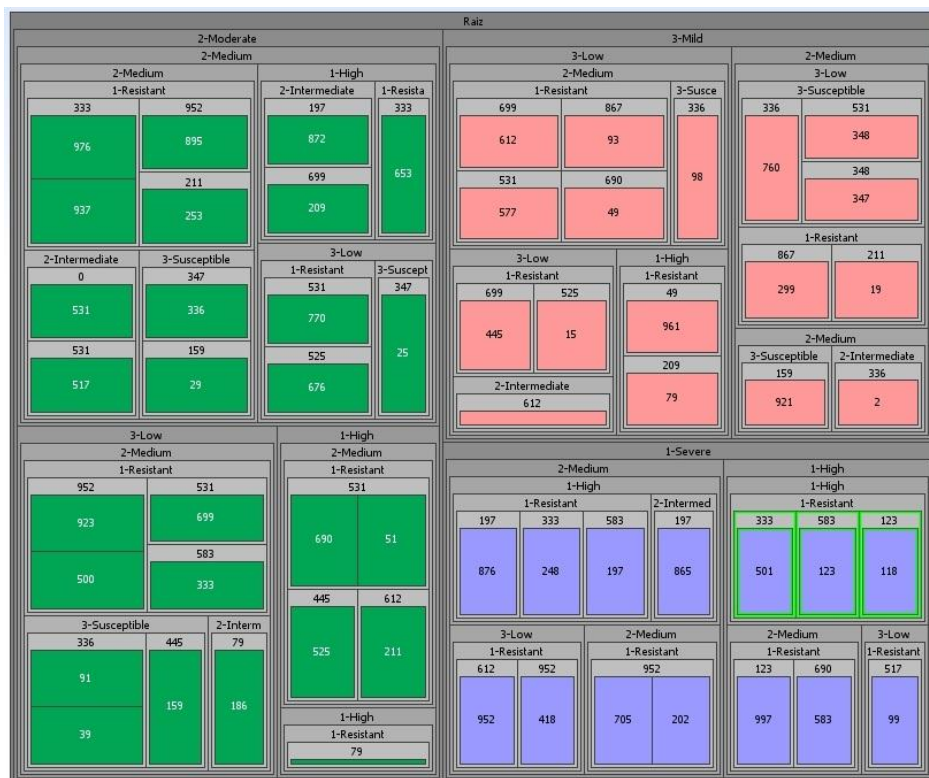 Raiz
2-Moderate
2-Medium
2-Medium
1-Resistant
333
976
937
952
895
211
253
1-High
2-Intermediate
197
872
699
209
1-Resista
333
653
2-Intermediate
0
531
531
517
3-Susceptible
347
336
159
29
3-Low
1-Resistant
531
770
525
676
3-Suscept
347
25
3-Low
2-Medium
1-Resistant
952
923
500
531
699
583
333
3-Susceptible
336
91
39
445
159
2-Interm
79
186
1-High
2-Medium
1-Resistant
531
690
51
445
525
612
211
1-High
1-Resistant
79
3-Mild
3-Low
2-Medium
1-Resistant
699
612
867
93
531
577
690
49
3-Susce
336
98
3-Low
1-Resistant
699
445
525
15
2-Intermediate
612
1-High
1-Resistant
49
961
209
79
2-Medium
3-Low
3-Susceptible
336
760
531
348
348
347
1-Resistant
867
299
211
19
2-Medium
3-Susceptible
159
921
2-Intermediate
336
2
1-Severe
2-Medium
1-High
1-Resistant
197
876
333
248
583
197
2-Intermed
197
865
3-Low
1-Resistant
612
952
952
418
2-Medium
1-Resistant
952
705
202
1-High
1-High
1-Resistant
333
501
583
123
123
118
2-Medium
1-Resistant
123
997
690
583
3-Low
1-Resistant
517
99